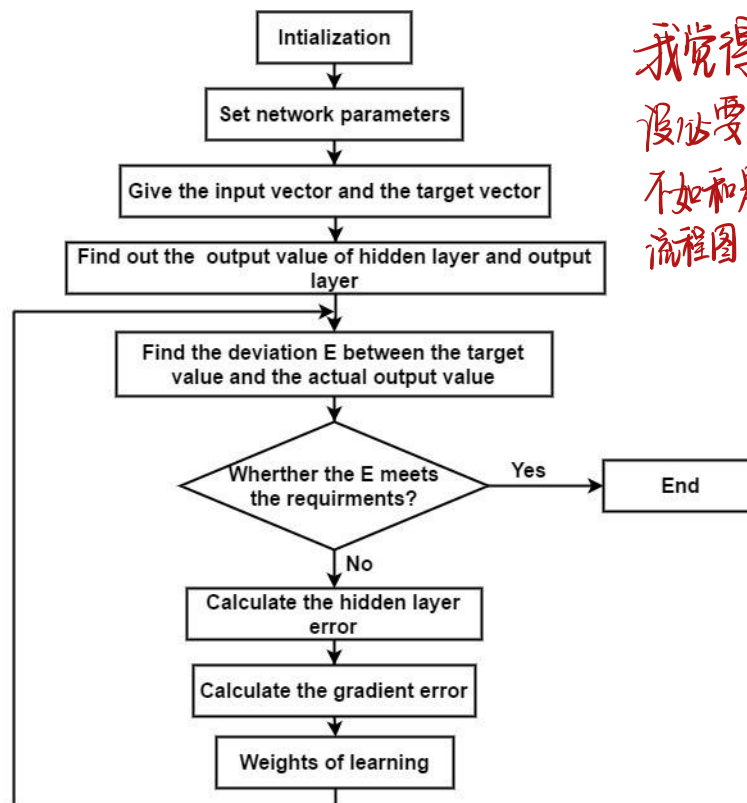 Intialization
Set network parameters
Give the input vector and the target vector
Find out the output value of hidden layer and output
layer
Find the deviation E between the target
value and the actual output value
Wherther the E meets
the requirments?
Yes
End
No
Calculate the hidden layer
error
Calculate the gradient error
Weights of learning
我觉得
没必要
不如和
流程图